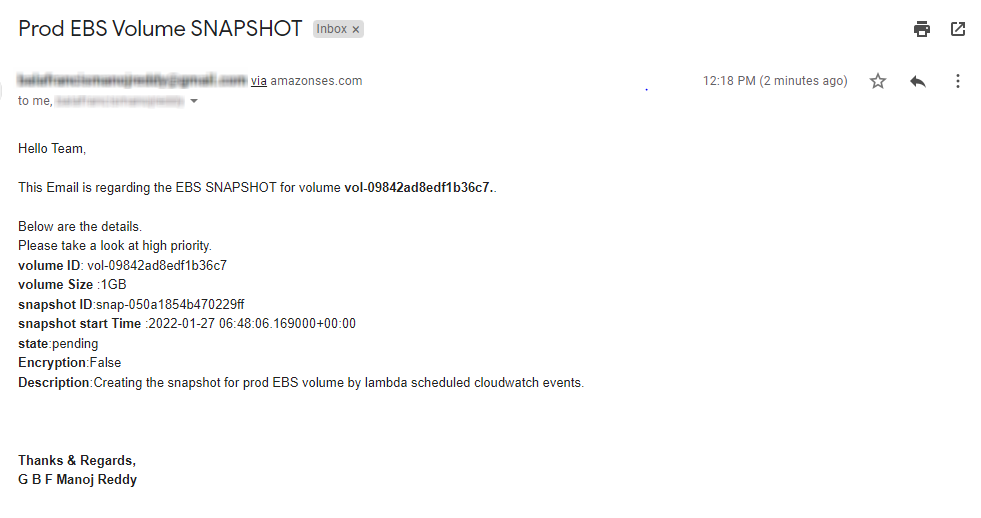 Prod EBS Volume SNAPSHOT Inbox ×
via amazonses.com 12:18 PM (2 minutes ago)
to me,
Hello Team,
This Email is regarding the EBS SNAPSHOT for volume vol-09842ad8edf1b36c7..
Below are the details.
Please take a look at high priority.
volume ID: vol-09842ad8edf1b36c7
volume Size :1GB
snapshot ID:snap-050a1854b470229ff
snapshot start Time :2022-01-27 06:48:06.169000+00:00
state:pending
Encryption:False
Description:Creating the snapshot for prod EBS volume by lambda scheduled cloudwatch events.
Thanks & Regards,
G B F Manoj Reddy